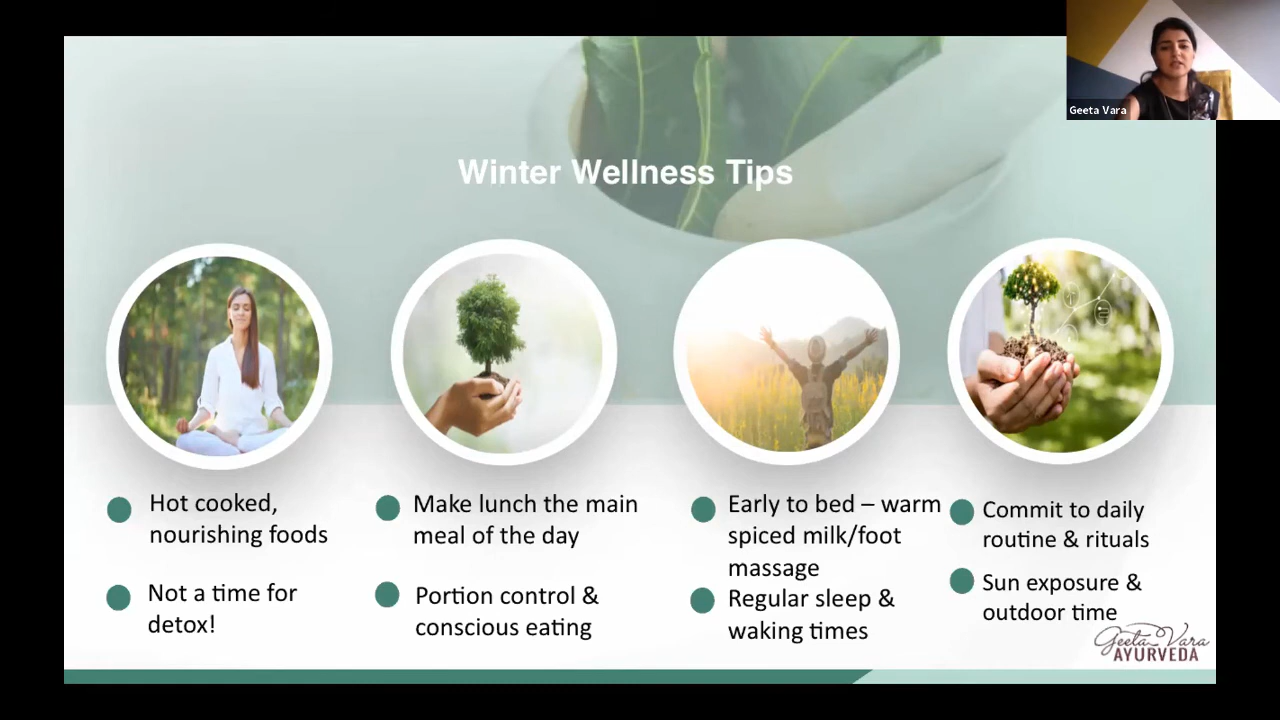 Geeta Vara
Winter Wellness Tips
Hot cooked,
nourishing foods
Not a time for
detox!
Make lunch the main
meal of the day
Portion control &
conscious eating
Early to bed – warm
spiced milk/foot
massage
Regular sleep &
waking times
Commit to daily
routine & rituals
Sun exposure &
outdoor time
Geeta Vara
AYURVEDA